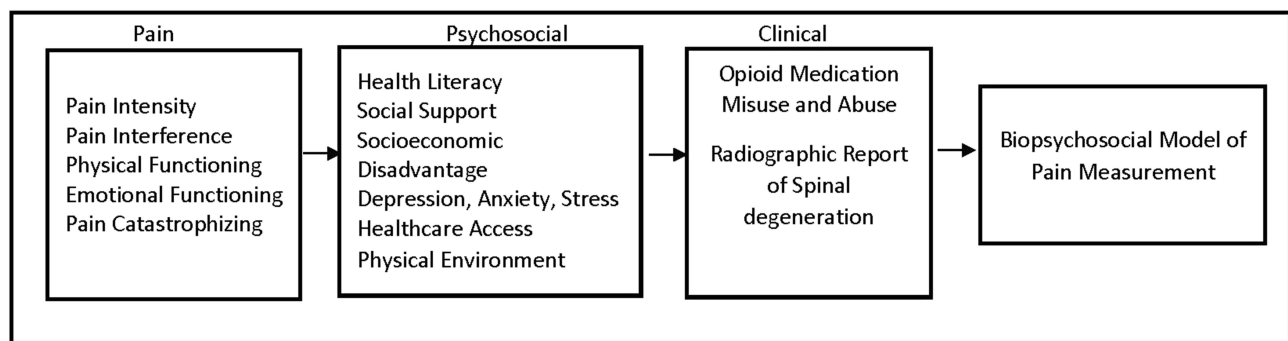 Pain
Pain Intensity
Pain Interference
Physical Functioning
Emotional Functioning
Pain Catastrophizing
Psychosocial
Health Literacy
Social Support
Socioeconomic
Disadvantage
Depression, Anxiety, Stress
Healthcare Access
Physical Environment
Clinical
Opioid Medication
Misuse and Abuse
Radiographic Report
of Spinal
degeneration
Biopsychosocial Model of
Pain Measurement